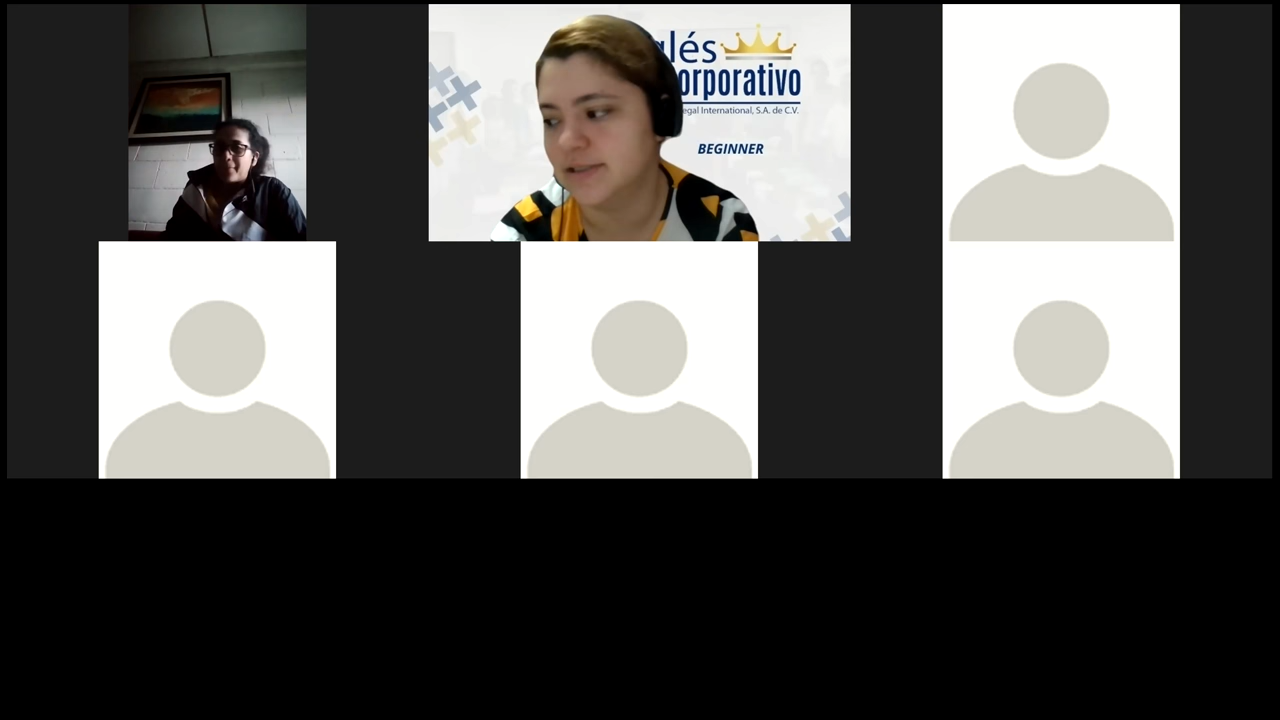 glés
orporativo
egal International, S.A. de C.V.
BEGINNER